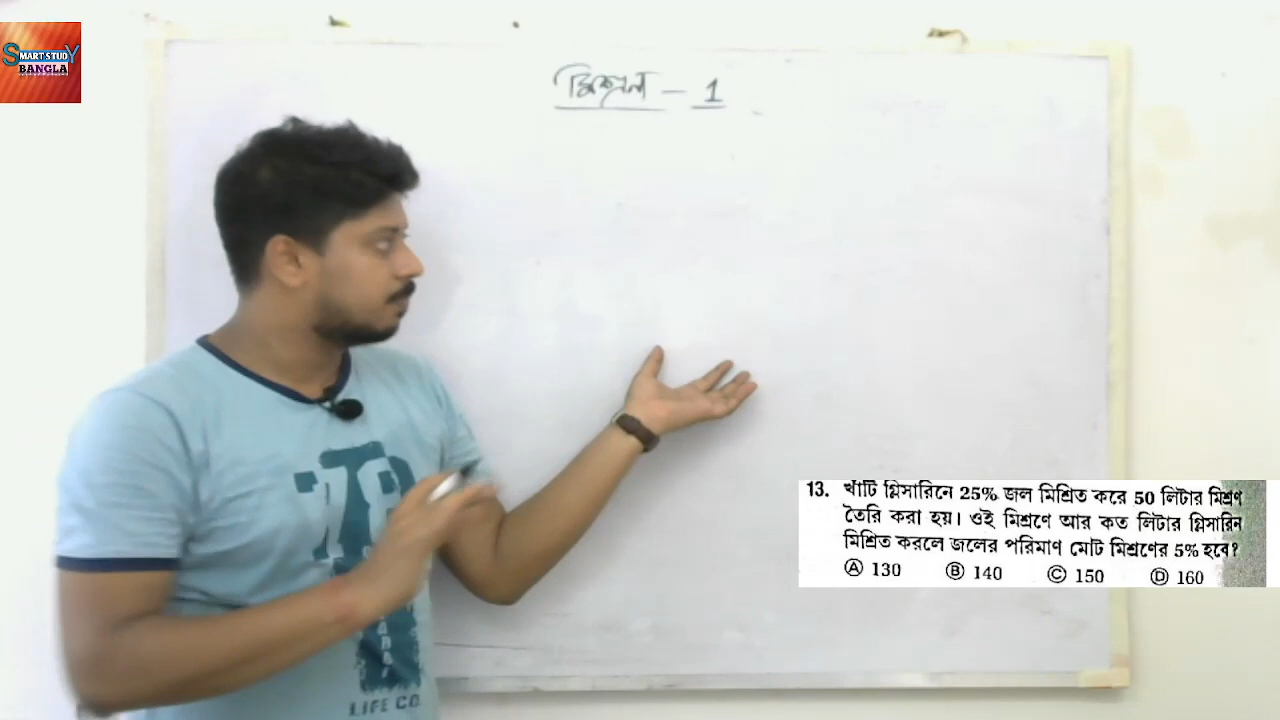 SMART STUDY
BANGLA
মিশ্রণ - 1
13. খাঁটি গ্লিসারিনে 25% জল মিশ্রিত করে 50 লিটার মিশ্রণ
তৈরি করা হয়। ওই মিশ্রণে আর কত লিটার গ্লিসারিন
মিশ্রিত করলে জলের পরিমাণ মোট মিশ্রণের 5% হবে?
Ⓐ 130 Ⓑ 140 Ⓒ 150 Ⓓ 160
78
LIFE CO